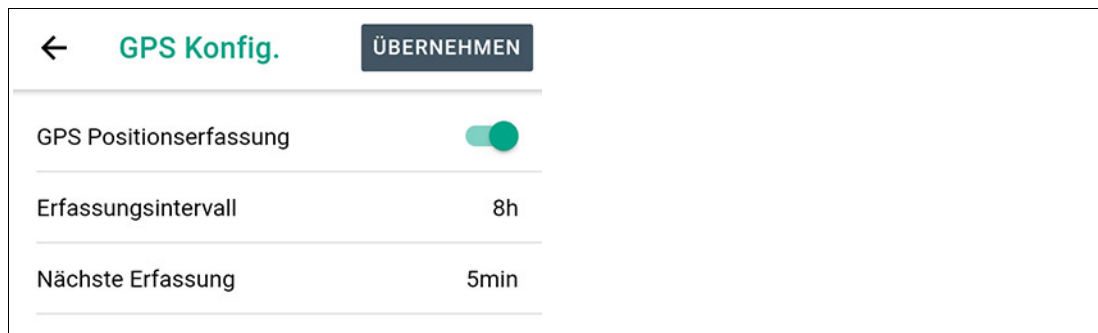 GPS Konfig. ÜBERNEHMEN
GPS Positionserfassung
Erfassungsintervall 8h
Nächste Erfassung 5min